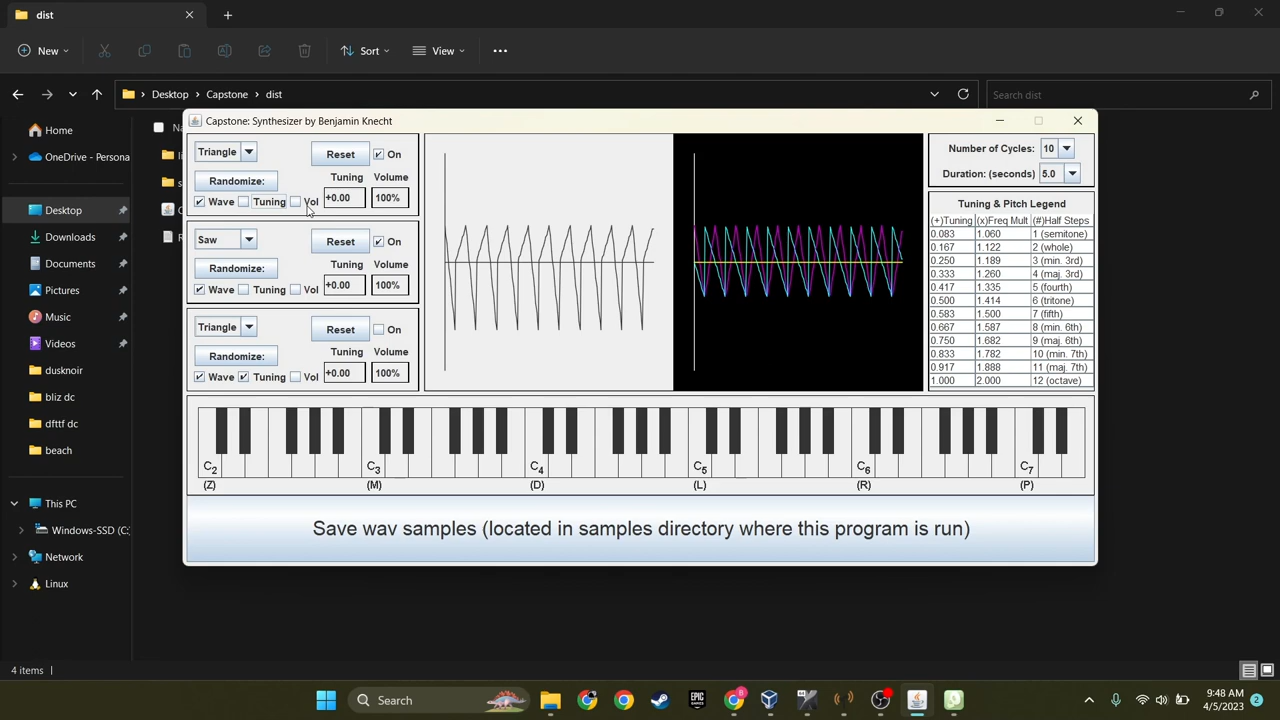 dist
New
Sort
View
Desktop
Capstone
dist
Search dist
Home
OneDrive - Persona
Desktop
Downloads
Documents
Pictures
Music
Videos
dusknoir
bliz dc
dftff dc
beach
This PC
Windows-SSD (C:
Network
Linux
4 items
Capstone: Synthesizer by Benjamin Knecht
Triangle
Reset
On
Tuning Volume
Randomize:
Wave Tuning Vol +0.00 100%
Saw
Reset
On
Tuning Volume
Randomize:
Wave Tuning Vol +0.00 100%
Triangle
Reset
On
Tuning Volume
Randomize:
Wave Tuning Vol +0.00 100%
Number of Cycles: 10
Duration: (seconds) 5.0
Tuning & Pitch Legend
(+)Tuning (x)Freq Mult (#)Half Steps
0.083 1.060 1 (semitone)
0.167 1.122 2 (whole)
0.250 1.189 3 (min. 3rd)
0.333 1.260 4 (maj. 3rd)
0.417 1.335 5 (fourth)
0.500 1.414 6 (tritone)
0.583 1.500 7 (fifth)
0.667 1.587 8 (min. 6th)
0.750 1.682 9 (maj. 6th)
0.833 1.782 10 (min. 7th)
0.917 1.888 11 (maj. 7th)
1.000 2.000 12 (octave)
C2 C3 C4 C5 C6 C7
(Z) (M) (D) (L) (R) (P)
Save wav samples (located in samples directory where this program is run)
Search
9:48 AM
4/5/2023
2